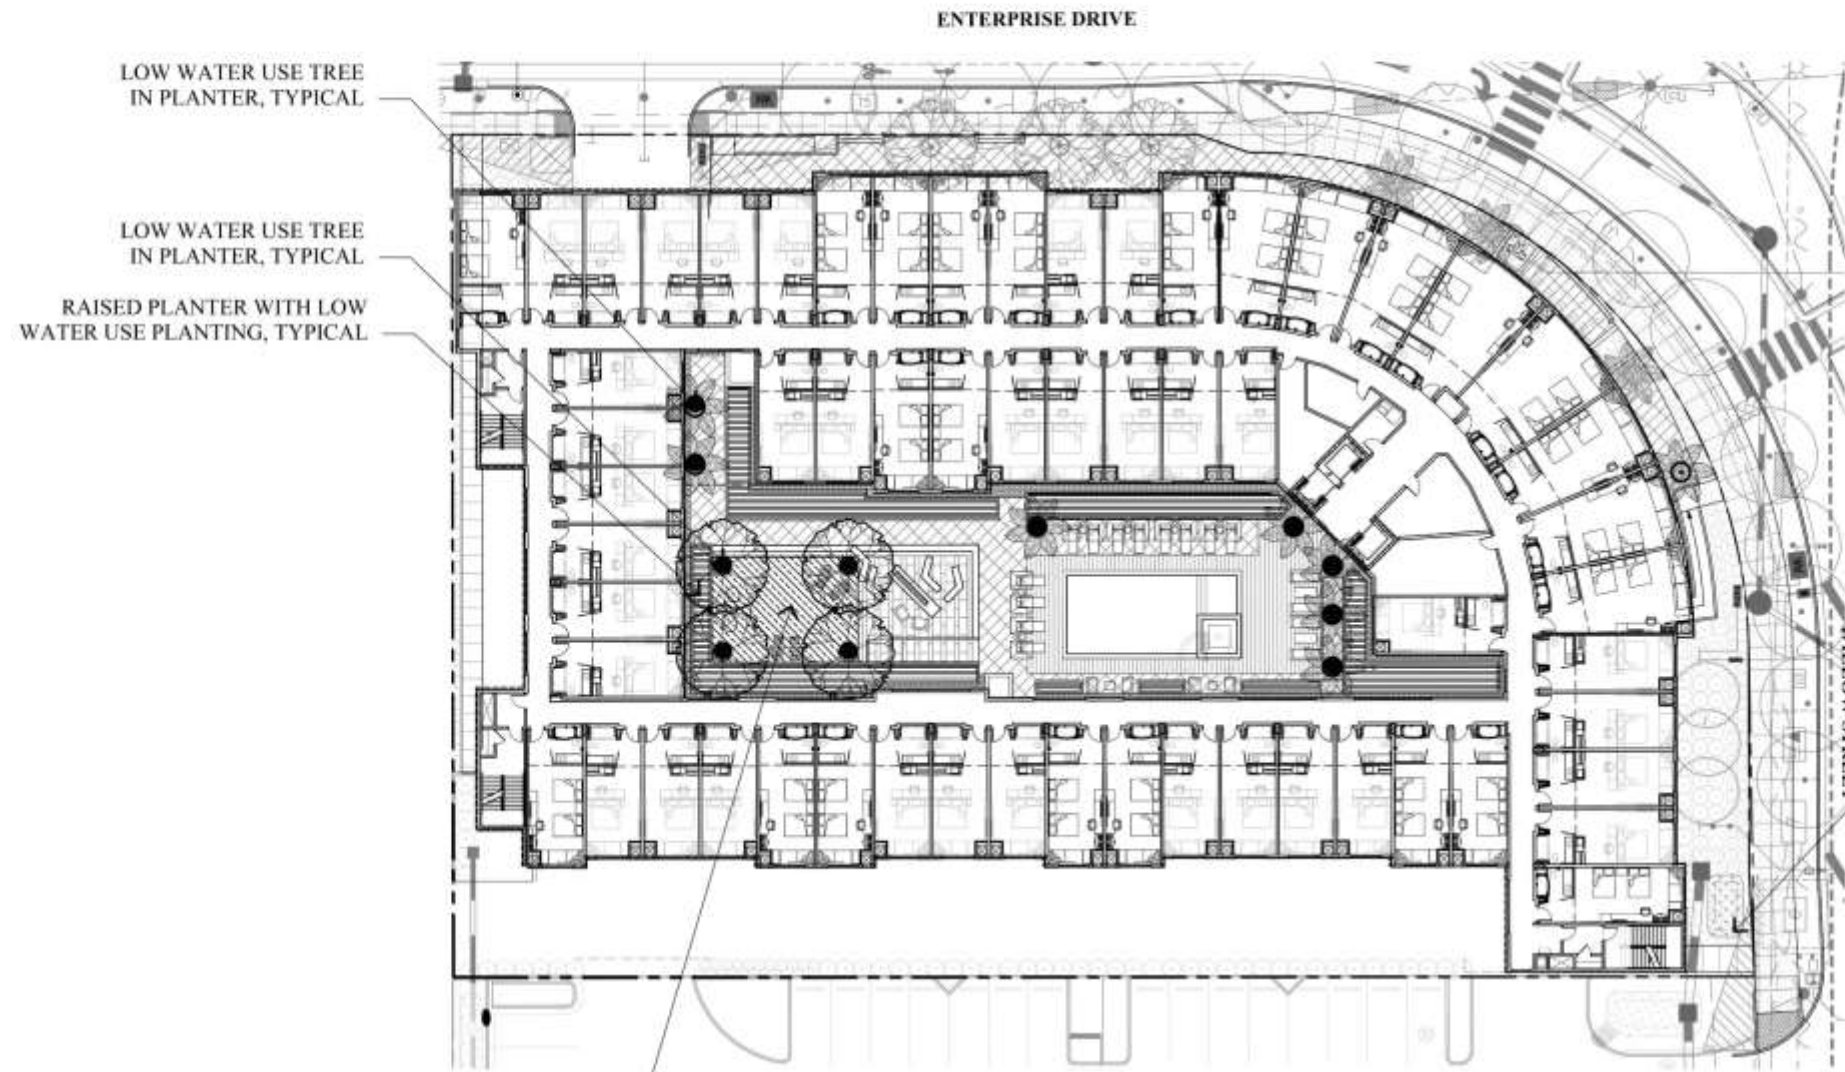 ENTERPRISE DRIVE
LOW WATER USE TREE
IN PLANTER, TYPICAL
LOW WATER USE TREE
IN PLANTER, TYPICAL
RAISED PLANTER WITH LOW
WATER USE PLANTING, TYPICAL